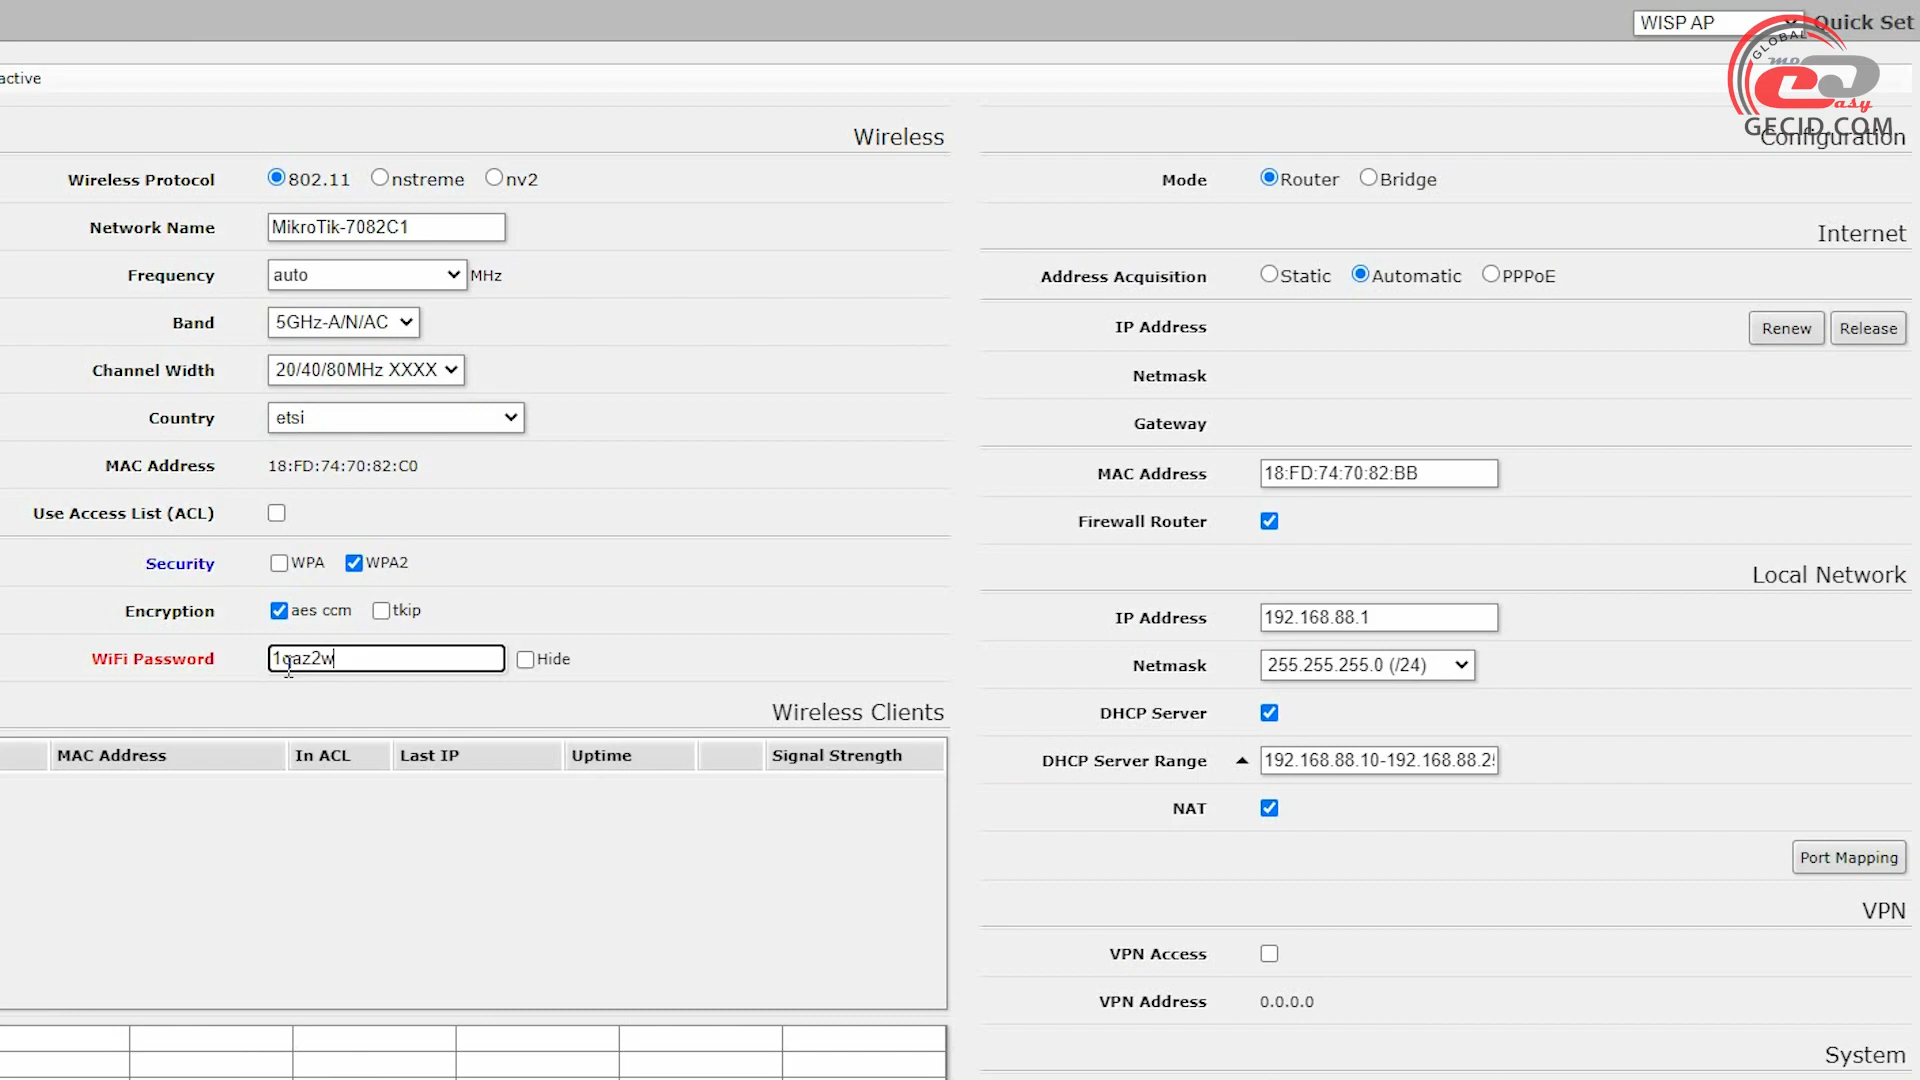 WISP AP Quick Set
GLOBAL
mo
easy
GECID.COM
active
Wireless
Wireless Protocol 802.11 nstreme nv2
Network Name MikroTik-7082C1
Frequency auto MHz
Band 5GHz-A/N/AC
Channel Width 20/40/80MHz XXXX
Country etsi
MAC Address 18:FD:74:70:82:C0
Use Access List (ACL)
Security WPA WPA2
Encryption aes ccm tkip
WiFi Password 1qaz2w Hide
Wireless Clients
MAC Address In ACL Last IP Uptime Signal Strength
Configuration
Mode Router Bridge
Internet
Address Acquisition Static Automatic PPPoE
IP Address Renew Release
Netmask
Gateway
MAC Address 18:FD:74:70:82:BB
Firewall Router
Local Network
IP Address 192.168.88.1
Netmask 255.255.255.0 (/24)
DHCP Server
DHCP Server Range 192.168.88.10-192.168.88.2
NAT
Port Mapping
VPN
VPN Access
VPN Address 0.0.0.0
System